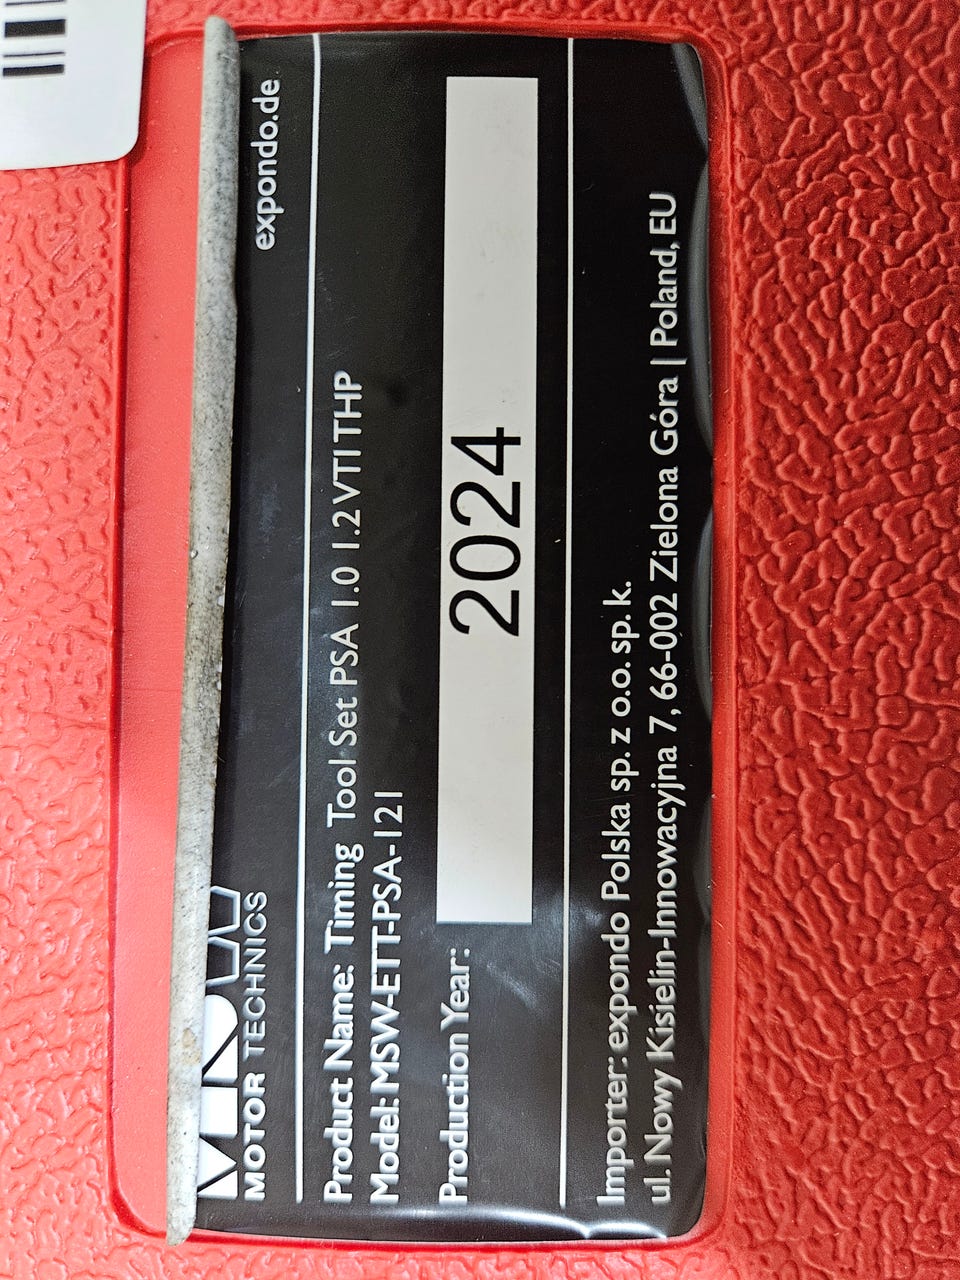 MSW
MOTOR TECHNICS
expondo.de
Product Name: Timing Tool Set PSA 1.0 1.2 VTI THP
Model: MSW-ETT-PSA-121
Production Year: 2024
Importer: expondo Polska sp. z o.o. sp. k.
ul. Nowy Kisielin-Innowacyjna 7, 66-002 Zielona Góra | Poland, EU